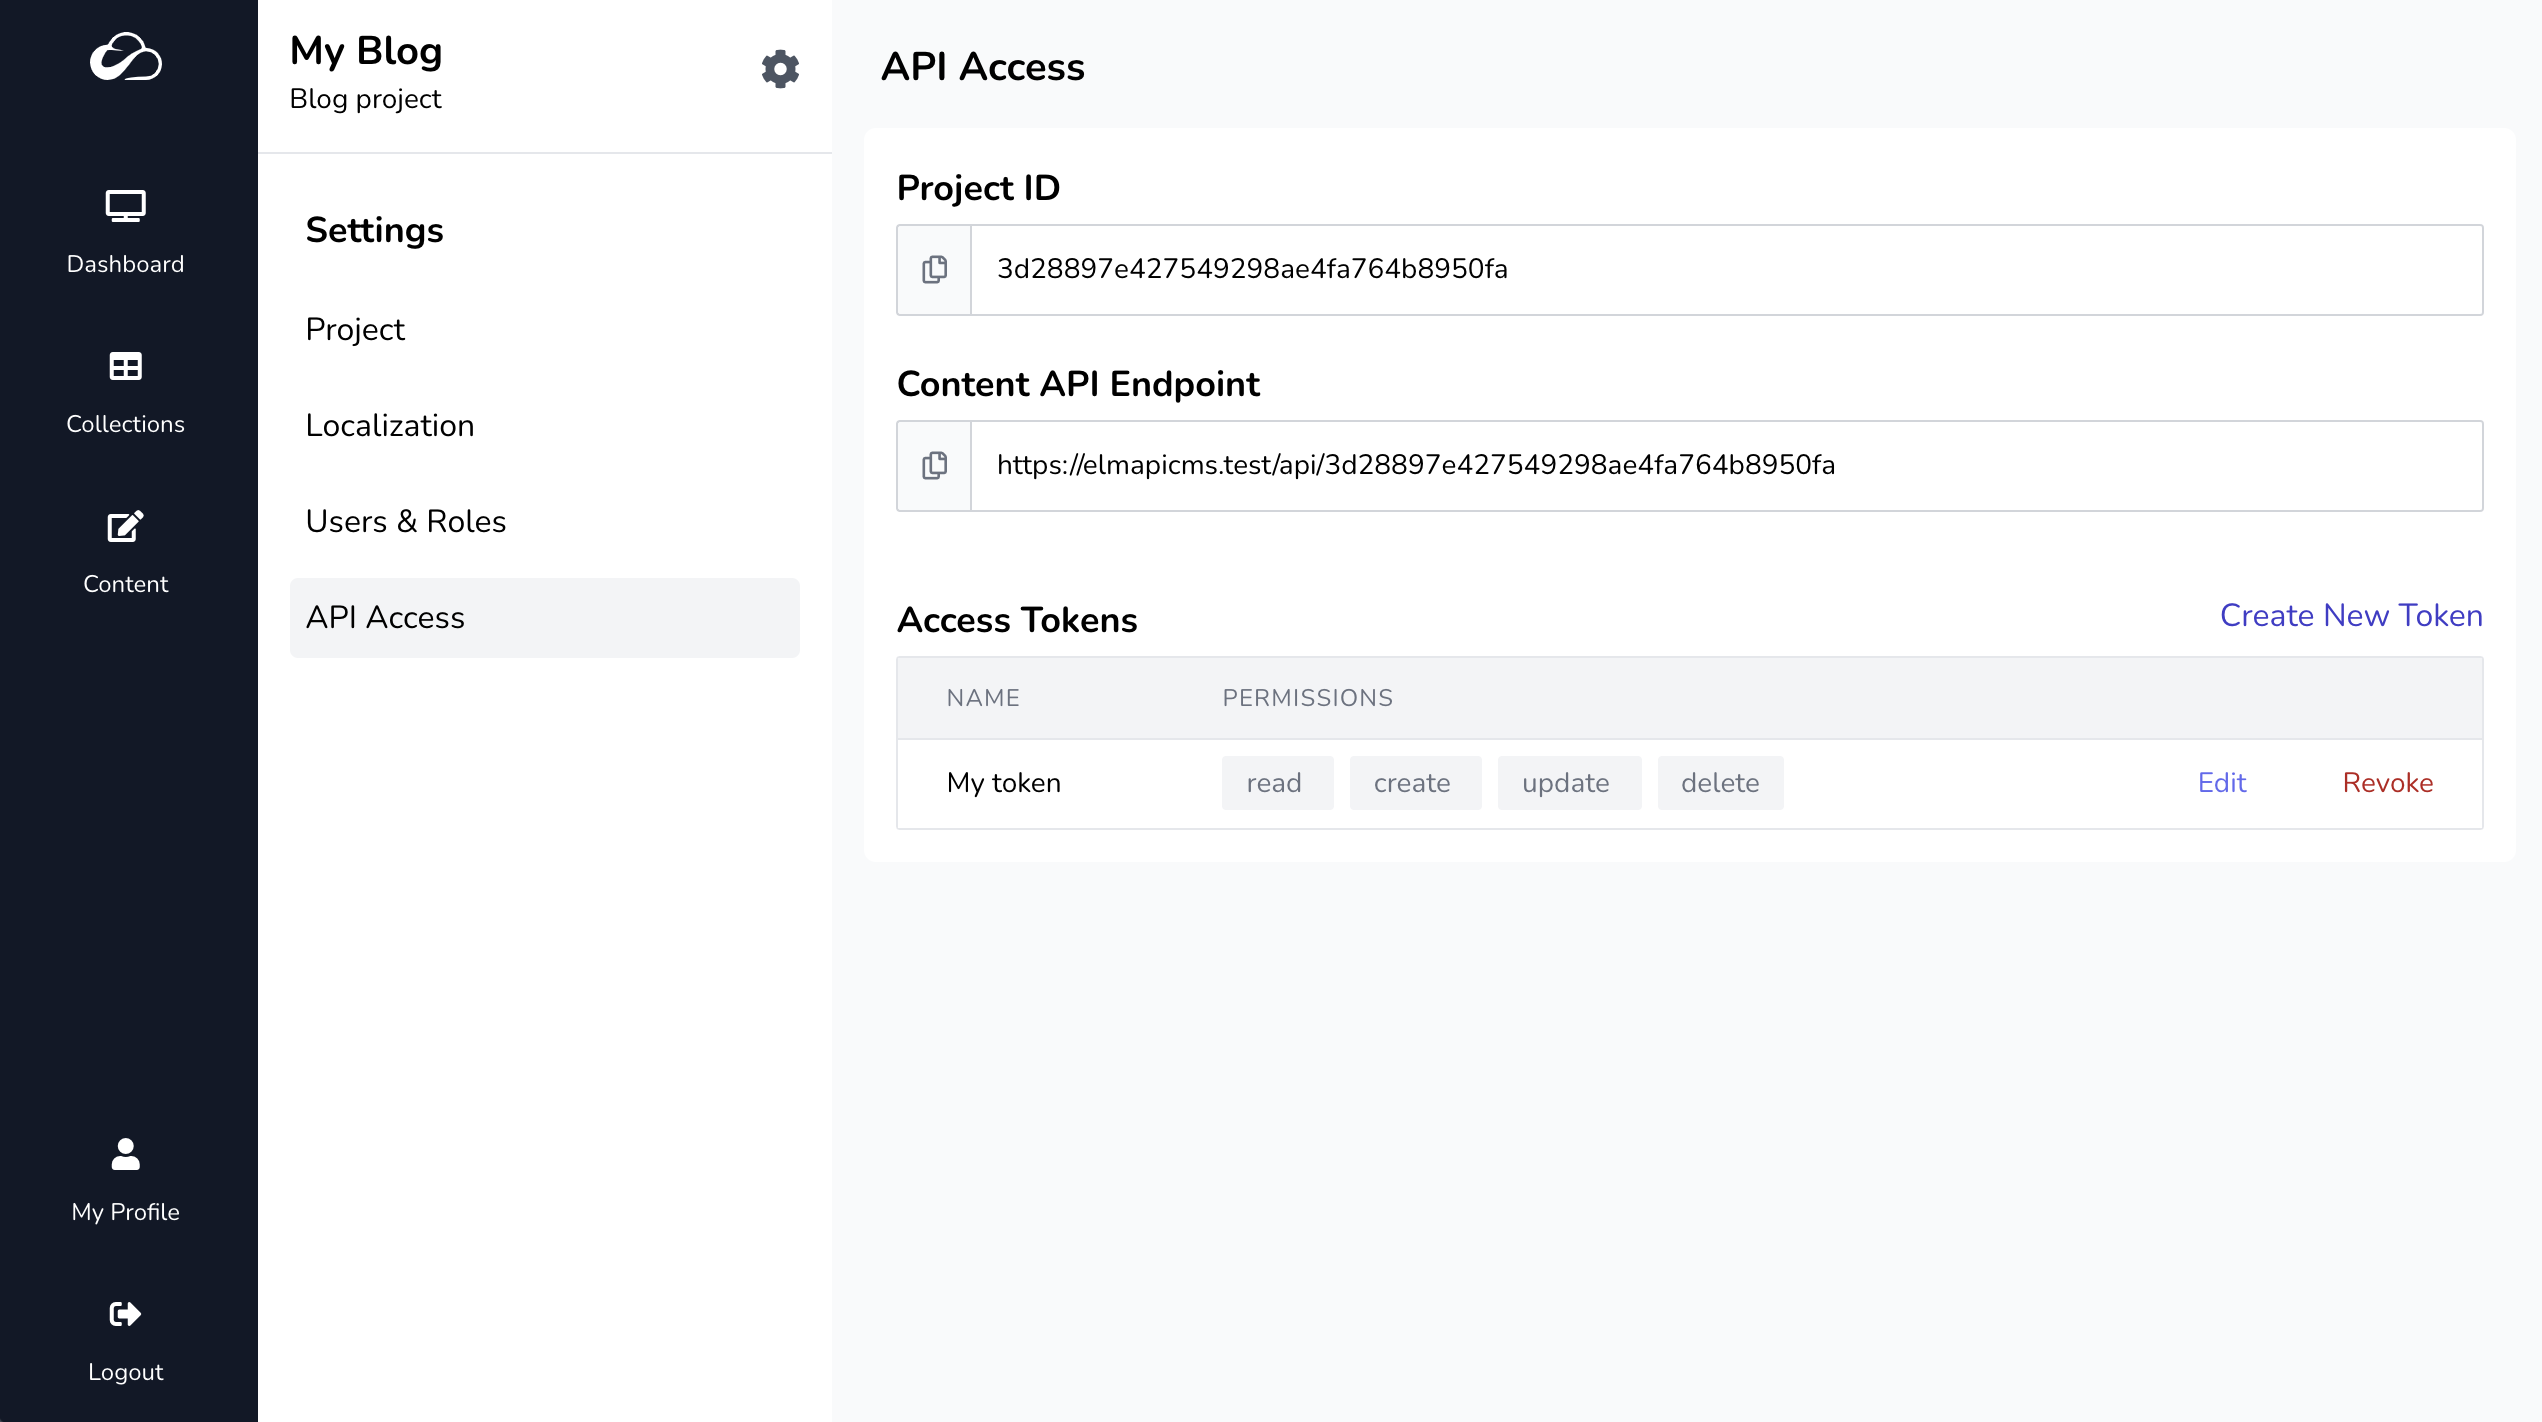 My Blog
Blog project
Dashboard
Collections
Content
My Profile
Logout
Settings
Project
Localization
Users & Roles
API Access
API Access
Project ID
3d28897e427549298ae4fa764b8950fa
Content API Endpoint
https://elmapicms.test/api/3d28897e427549298ae4fa764b8950fa
Access Tokens
Create New Token
NAME PERMISSIONS
My token read create update delete Edit Revoke